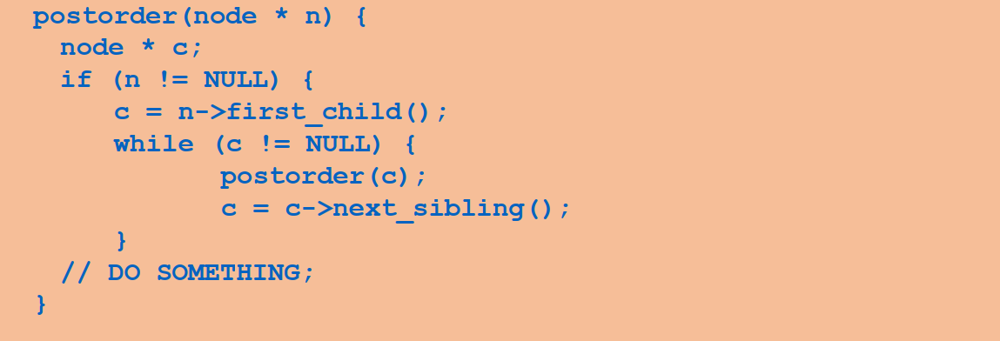 postorder(node * n) {
node * c;
if (n != NULL) {
c = n->first_child();
while (c != NULL) {
postorder(c);
c = c->next_sibling();
}
// DO SOMETHING;
}